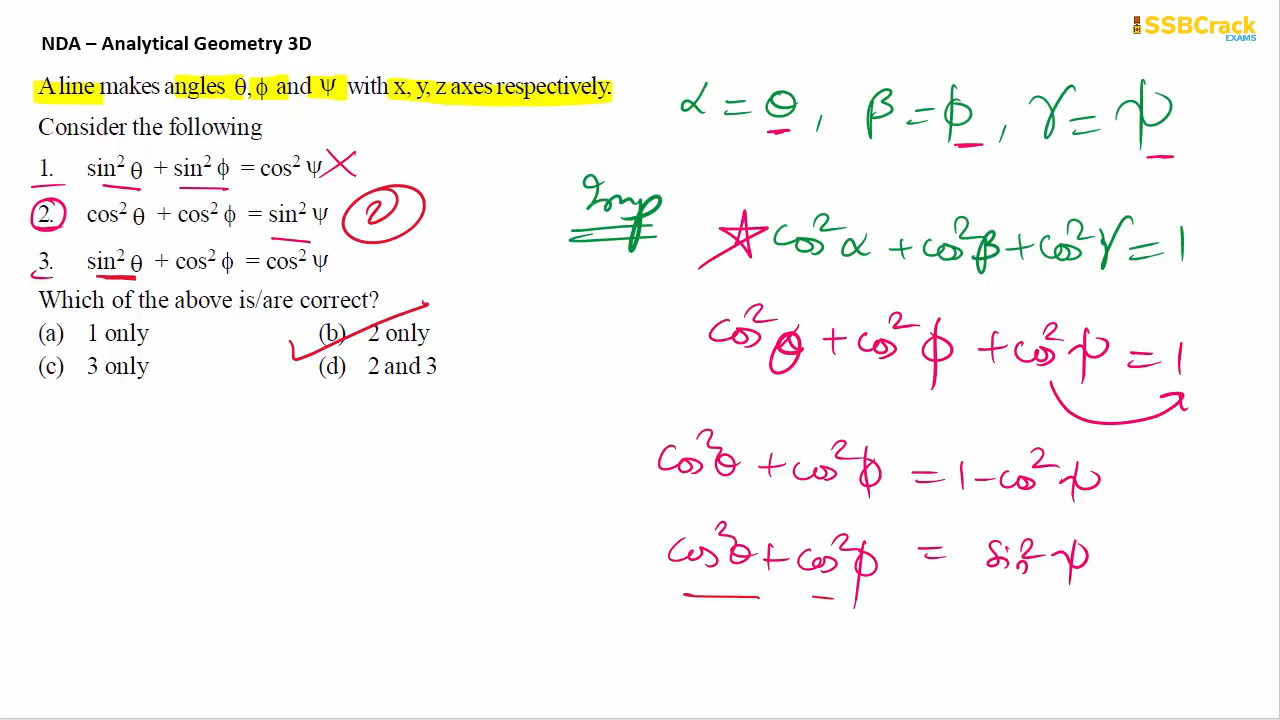 SSBCrack
EXAMS
NDA – Analytical Geometry 3D
A line makes angles θ, ϕ and Ψ with x, y, z axes respectively.
Consider the following
1. sin² θ + sin² ϕ = cos² ψ
2. cos² θ + cos² ϕ = sin² ψ
2
3. sin² θ + cos² ϕ = cos² ψ
Which of the above is/are correct?
(a) 1 only (b) 2 only
(c) 3 only (d) 2 and 3
α = θ, β = ϕ, γ = ψ
Imp
cos²α + cos²β + cos²γ = 1
cos²θ + cos²ϕ + cos²ψ = 1
cos²θ + cos²ϕ = 1 - cos²ψ
cos²θ + cos²ϕ = sin²ψ